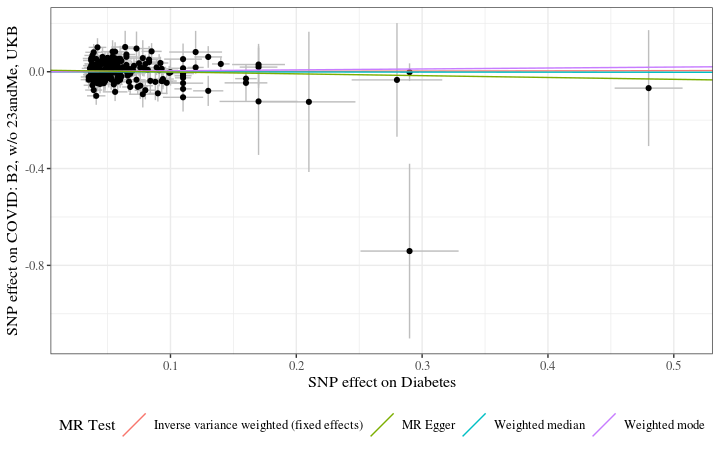 SNP effect on COVID: B2, w/o 23andMe, UKB
0.0
-0.4
-0.8
0.1 0.2 0.3 0.4 0.5
SNP effect on Diabetes
MR Test Inverse variance weighted (fixed effects) MR Egger Weighted median Weighted mode